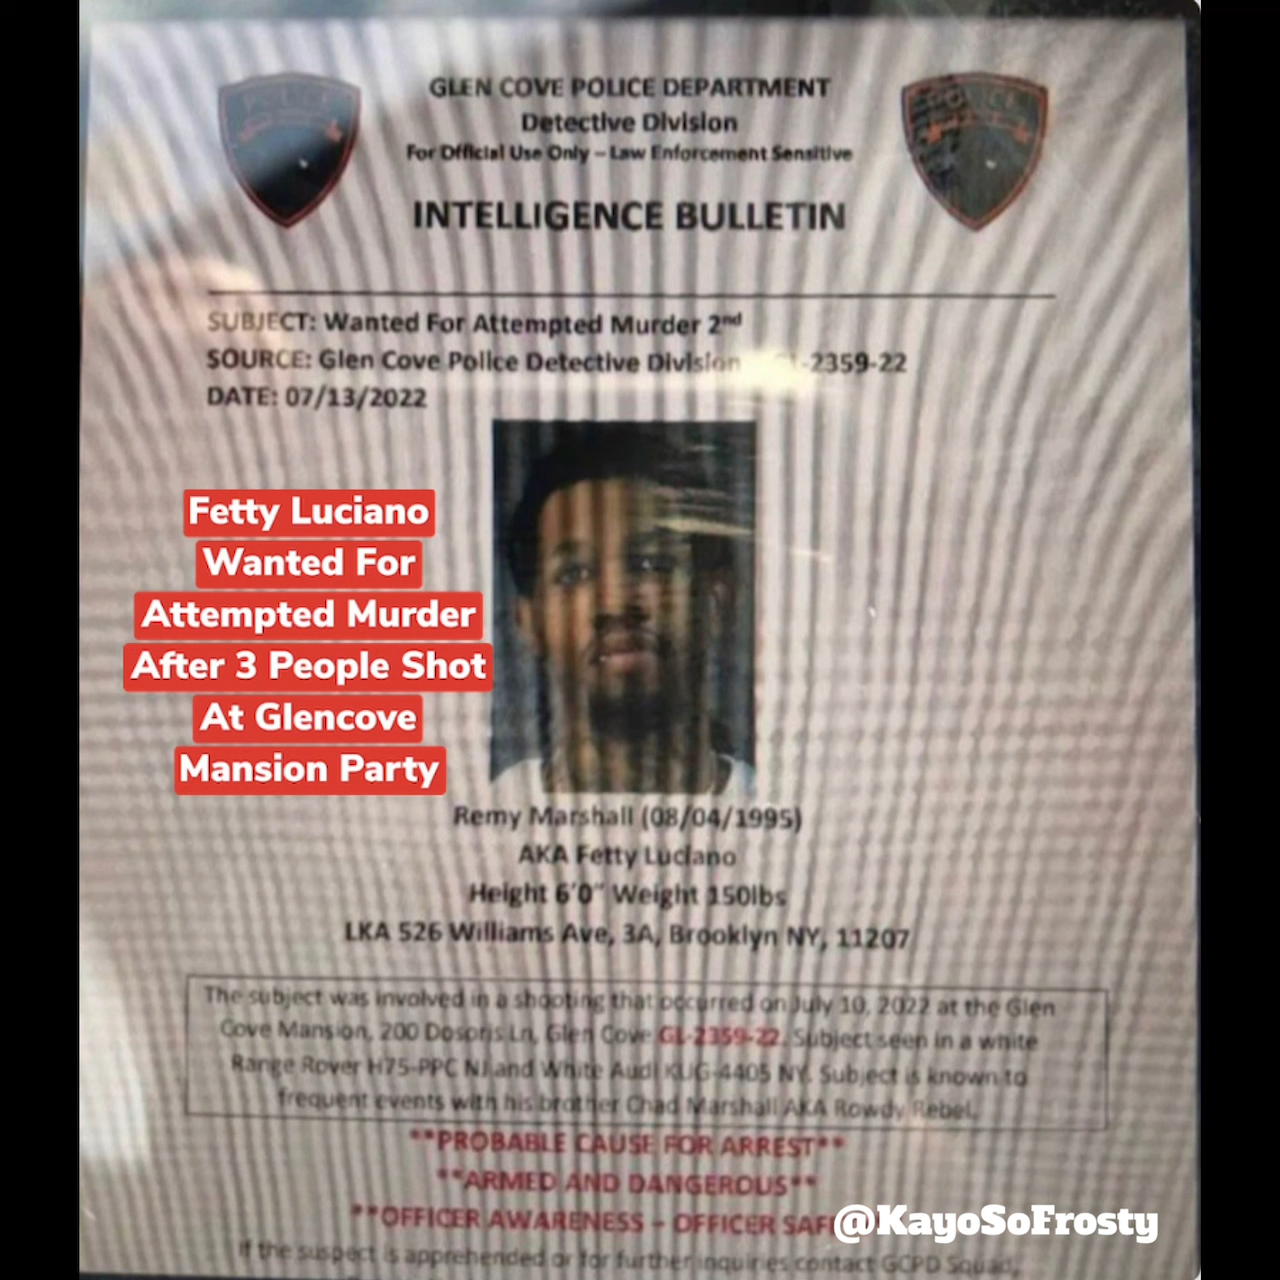 POLICE
POLICE
GLEN COVE POLICE DEPARTMENT
Detective Division
For Official Use Only – Law Enforcement Sensitive
INTELLIGENCE BULLETIN
SUBJECT: Wanted For Attempted Murder 2nd
SOURCE: Glen Cove Police Detective Division -2359-22
DATE: 07/13/2022
Fetty Luciano
Wanted For
Attempted Murder
After 3 People Shot
At Glencove
Mansion Party
Remy Marshall (08/04/1995)
AKA Fetty Luciano
Height 6'0" Weight 150lbs
LKA 526 Williams Ave, 3A, Brooklyn NY, 11207
The subject was involved in a shooting that occurred on July 10, 2022 at the Glen
Cove Mansion, 200 Dosoris Ln, Glen Cove GL-2359-22. Subject seen in a white
Range Rover H75-PPC NJ and White Audi KUG-4405 NY. Subject is known to
frequent events with his brother Chad Marshall AKA Rowdy Rebel.
**PROBABLE CAUSE FOR ARREST**
**ARMED AND DANGEROUS**
**OFFICER AWARENESS – OFFICER SAF
@KayoSoFrosty
If the suspect is apprehended or for further inquiries contact GCPD Squad,